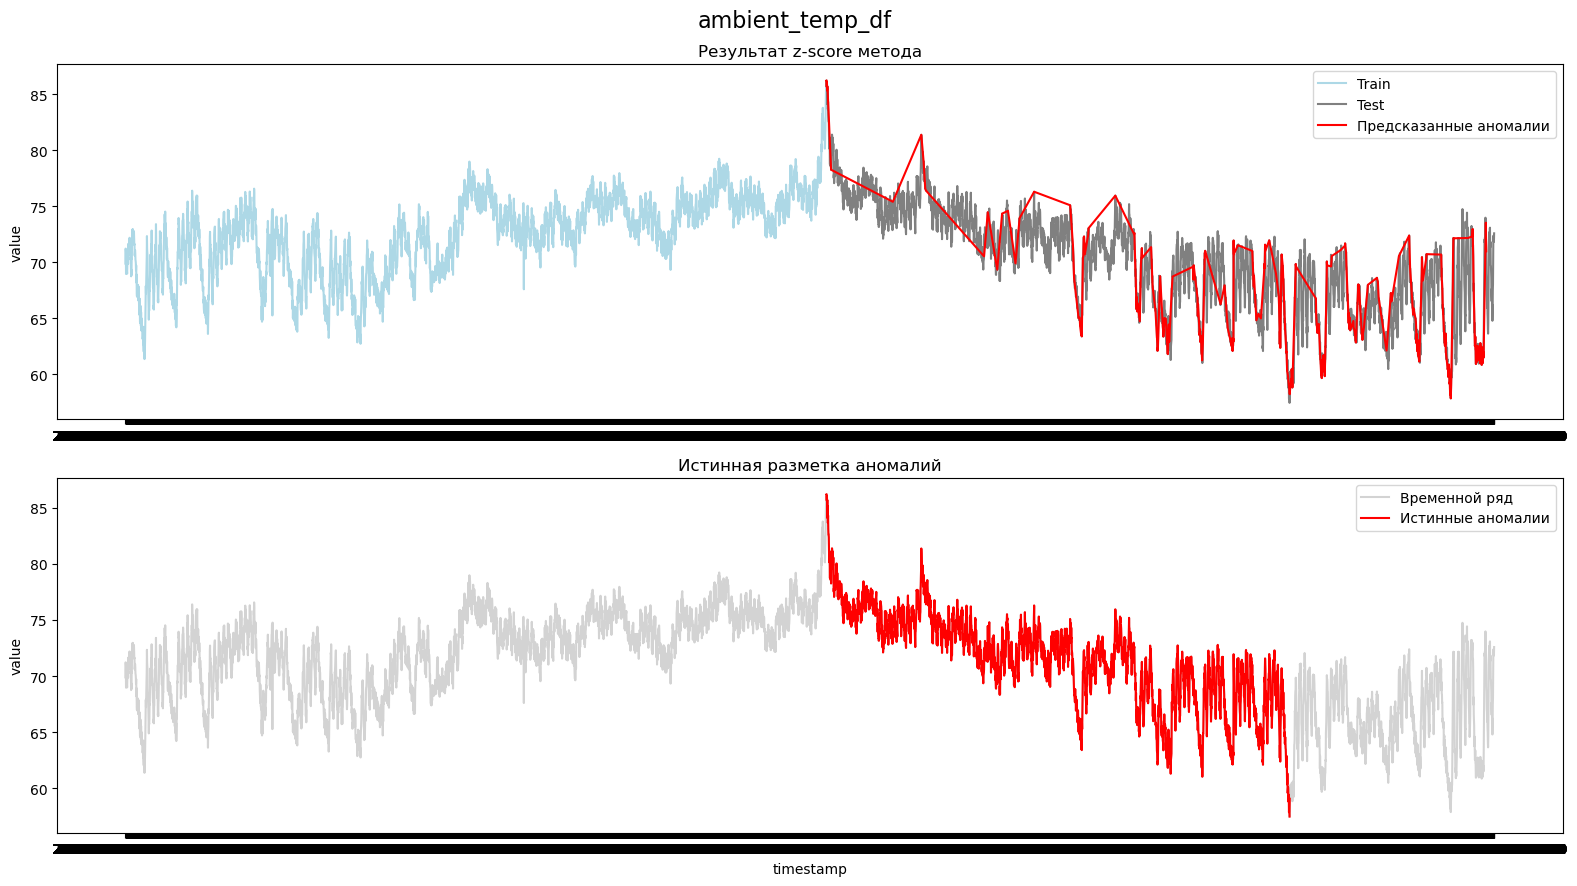 ambient_temp_df
Результат z-score метода
85
80
75
70
65
60
value
Train
Test
Предсказанные аномалии
Истинная разметка аномалий
85
80
75
70
65
60
value
Временной ряд
Истинные аномалии
timestamp